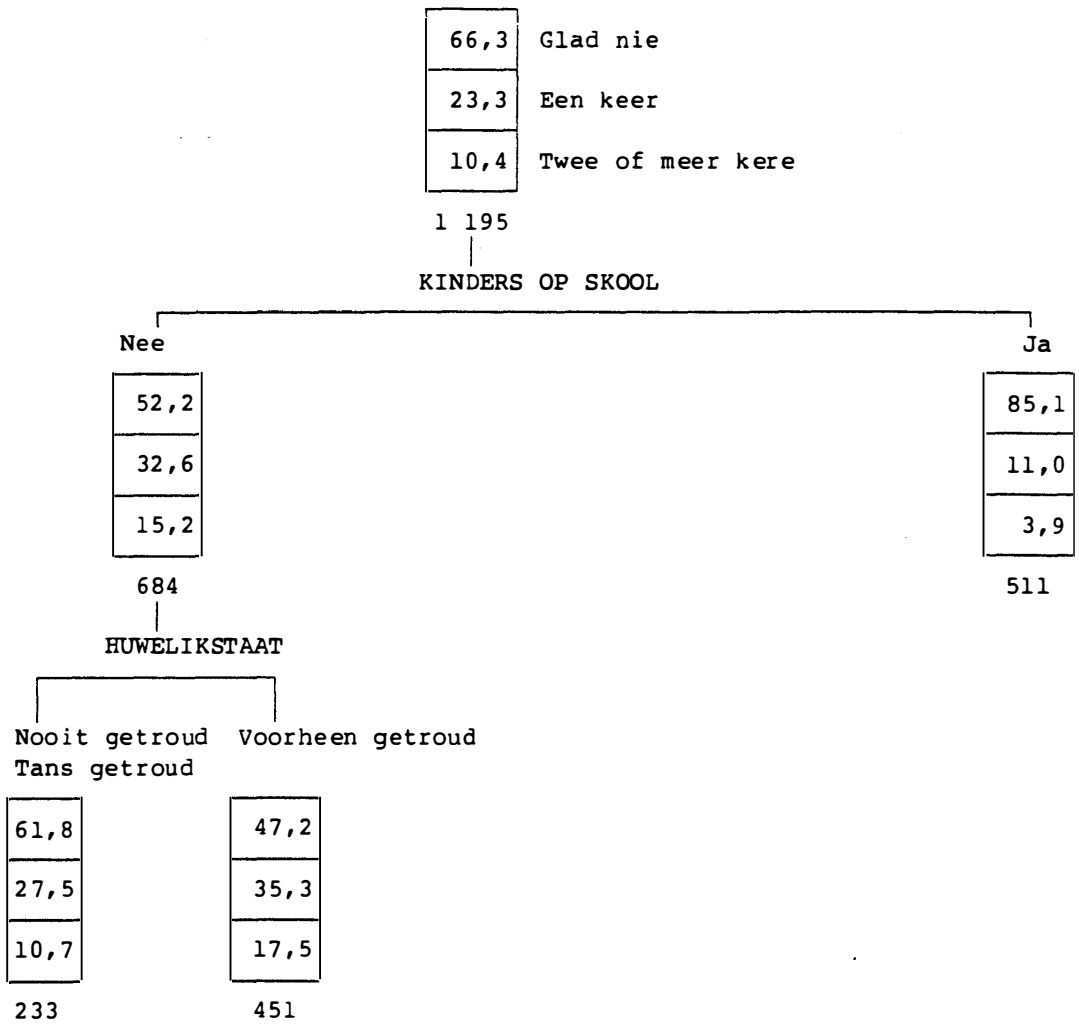 66,3 Glad nie
23,3 Een keer
10,4 Twee of meer kere
1 195
KINDERS OP SKOOL
Nee Ja
52,2 85,1
32,6 11,0
15,2 3,9
684 511
HUWELIKSTAAT
Nooit getroud Voorheen getroud
Tans getroud
61,8 47,2
27,5 35,3
10,7 17,5
233 451